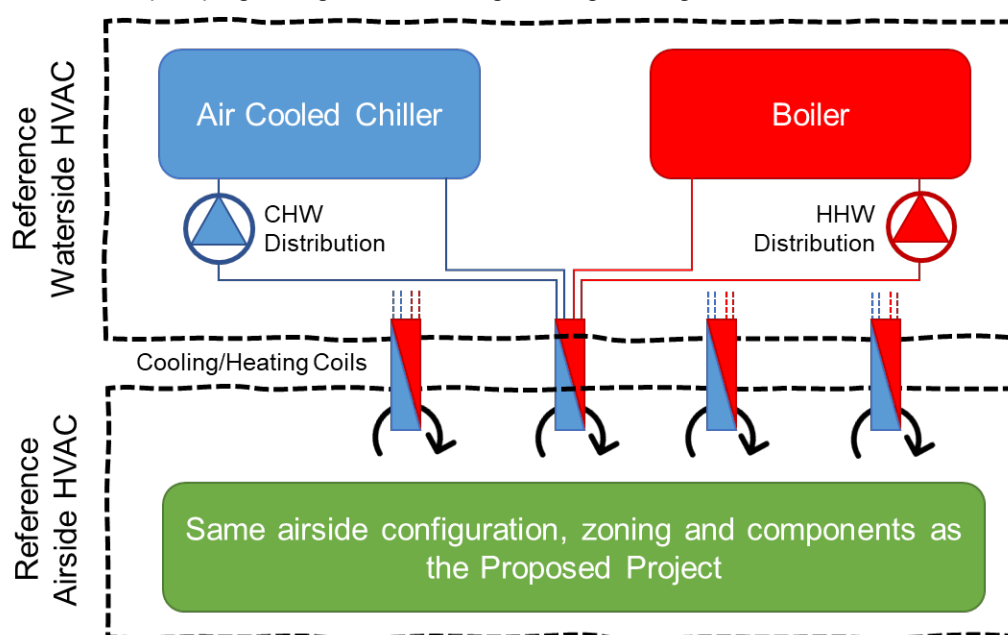 Reference
Waterside HVAC
Air Cooled Chiller
Boiler
CHW
Distribution
HHW
Distribution
Cooling/Heating Coils
Reference
Airside HVAC
Same airside configuration, zoning and components as
the Proposed Project